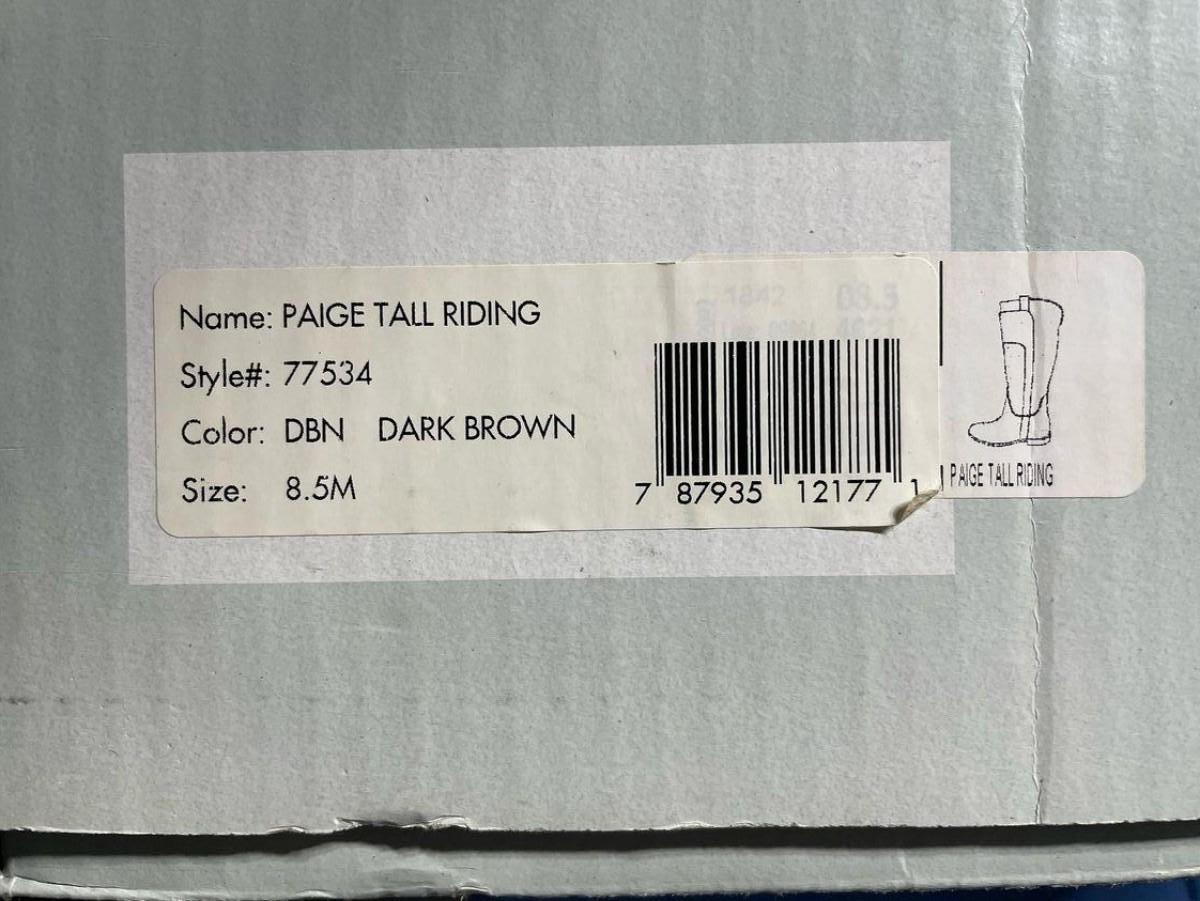 Name: PAIGE TALL RIDING
Style#: 77534
Color: DBN DARK BROWN
Size: 8.5M
7 87935 12177 1
PAIGE TALL RIDING